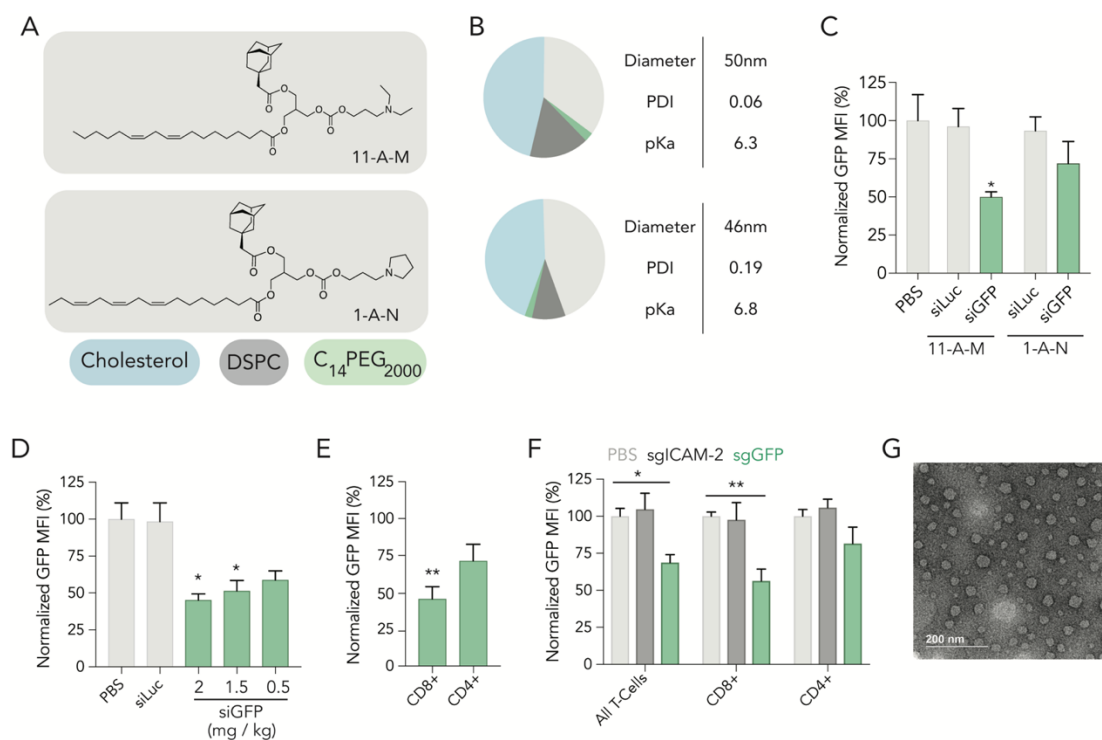 A
11-A-M
1-A-N
Cholesterol
DSPC
C14PEG2000
B
Diameter 50nm
PDI 0.06
pKa 6.3
Diameter 46nm
PDI 0.19
pKa 6.8
C
Normalized GFP MFI (%)
125
100
75
50
25
0
*
PBS
siLuc
siGFP
siLuc
siGFP
11-A-M
1-A-N
D
Normalized GFP MFI (%)
125
100
75
50
25
0
* *
PBS
siLuc
2 1.5 0.5
siGFP
(mg / kg)
E
Normalized GFP MFI (%)
125
100
75
50
25
0
**
CD8+
CD4+
F
PBS sgICAM-2 sgGFP
Normalized GFP MFI (%)
125
100
75
50
25
0
* **
All T-Cells
CD8+
CD4+
G
200 nm